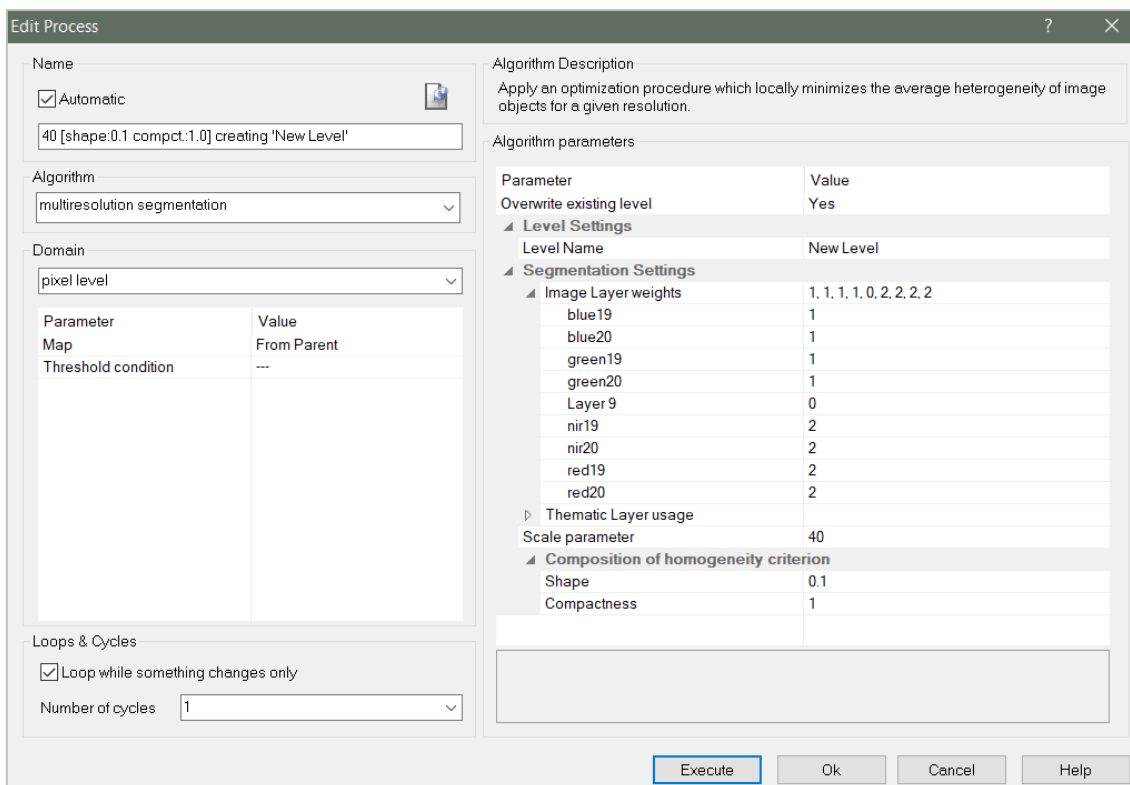 Edit Process
? ×
Name
Automatic
40 [shape:0.1 compct.:1.0] creating 'New Level'
Algorithm
multiresolution segmentation
Domain
pixel level
Parameter Value
Map From Parent
Threshold condition ---
Loops & Cycles
Loop while something changes only
Number of cycles 1
Algorithm Description
Apply an optimization procedure which locally minimizes the average heterogeneity of image
objects for a given resolution.
Algorithm parameters
Parameter Value
Overwrite existing level Yes
Level Settings
Level Name New Level
Segmentation Settings
Image Layer weights 1, 1, 1, 1, 0, 2, 2, 2, 2
blue19 1
blue20 1
green19 1
green20 1
Layer 9 0
nir19 2
nir20 2
red19 2
red20 2
Thematic Layer usage
Scale parameter 40
Composition of homogeneity criterion
Shape 0.1
Compactness 1
Execute Ok Cancel Help